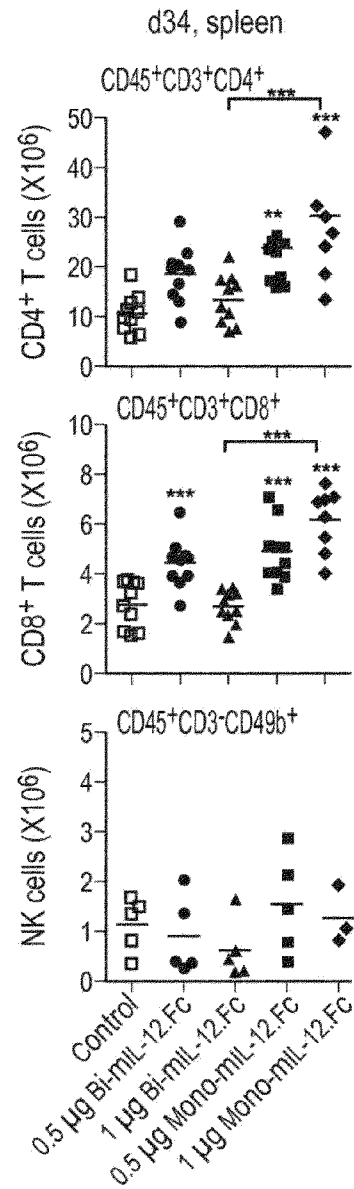 d34, spleen
CD45+CD3+CD4+
***
***
**
50
40
30
20
10
0
CD4+ T cells (X10⁶)
CD45+CD3+CD8+
***
***
***
***
10
8
6
4
2
0
CD8+ T cells (X10⁶)
CD45+CD3-CD49b+
5
4
3
2
1
0
NK cells (X10⁶)
Control
0.5 µg Bi-mIL-12.Fc
1 µg Bi-mIL-12.Fc
0.5 µg Mono-mIL-12.Fc
1 µg Mono-mIL-12.Fc